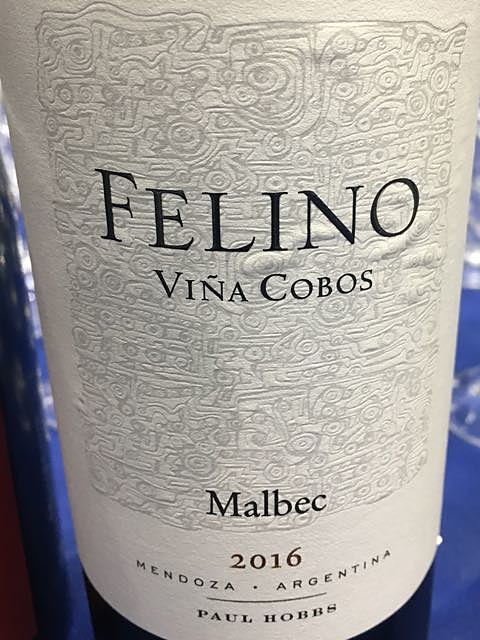 FELINO
VIÑA COBOS
Malbec
2016
MENDOZA · ARGENTINA
PAUL HOBBS